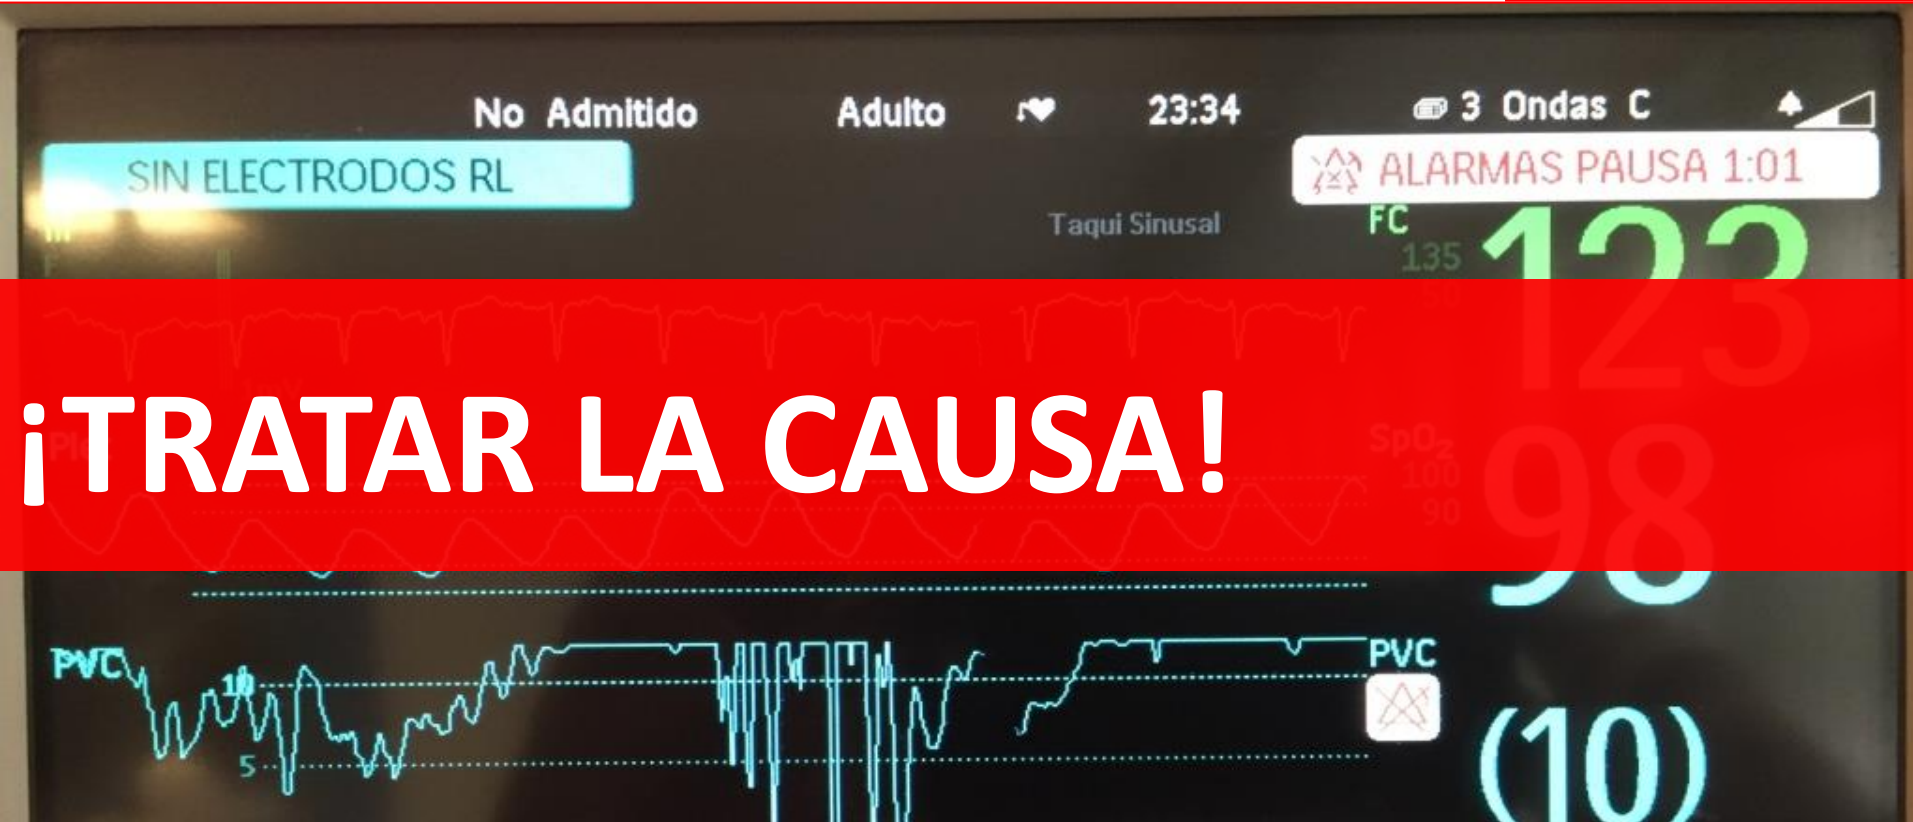 No Admitido Adulto 23:34 3 Ondas C
SIN ELECTRODOS RL
ALARMAS PAUSA 1:01
Taqui Sinusal
FC
135
50
123
¡TRATAR LA CAUSA!
SpO2
100
90
98
PVC
10
5
PVC
(10)